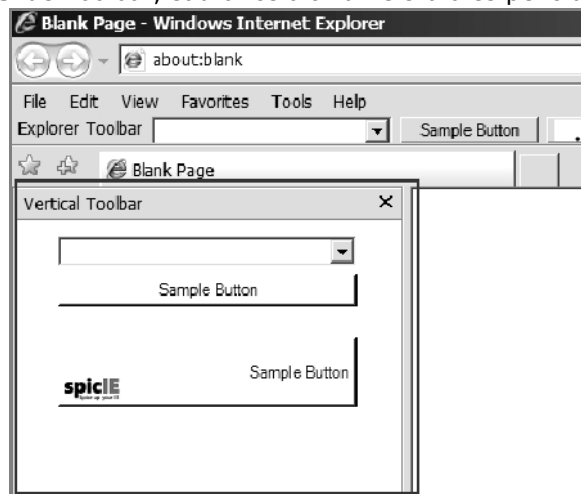 Blank Page - Windows Internet Explorer
about:blank
File Edit View Favorites Tools Help
Explorer Toolbar Sample Button
Blank Page
Vertical Toolbar
Sample Button
Sample Button
spicIE